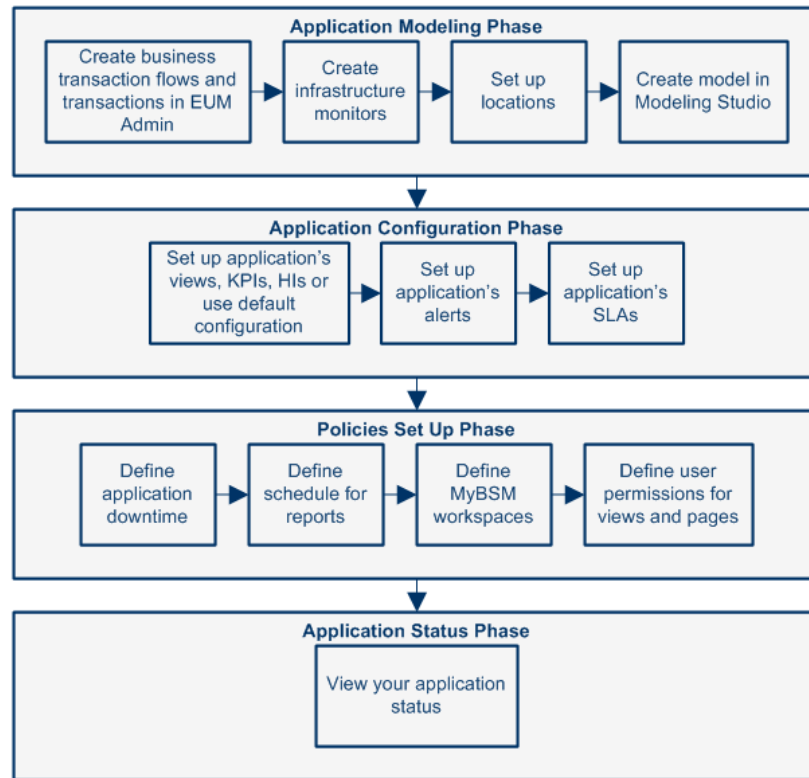 Application Modeling Phase
Create business
transaction flows and
transactions in EUM
Admin
Create
infrastructure
monitors
Set up
locations
Create model in
Modeling Studio
Application Configuration Phase
Set up application's
views, KPIs, HIs or
use default
configuration
Set up
application's
alerts
Set up
application's
SLAs
Policies Set Up Phase
Define
application
downtime
Define
schedule for
reports
Define
MyBSM
workspaces
Define user
permissions for
views and pages
Application Status Phase
View your application
status